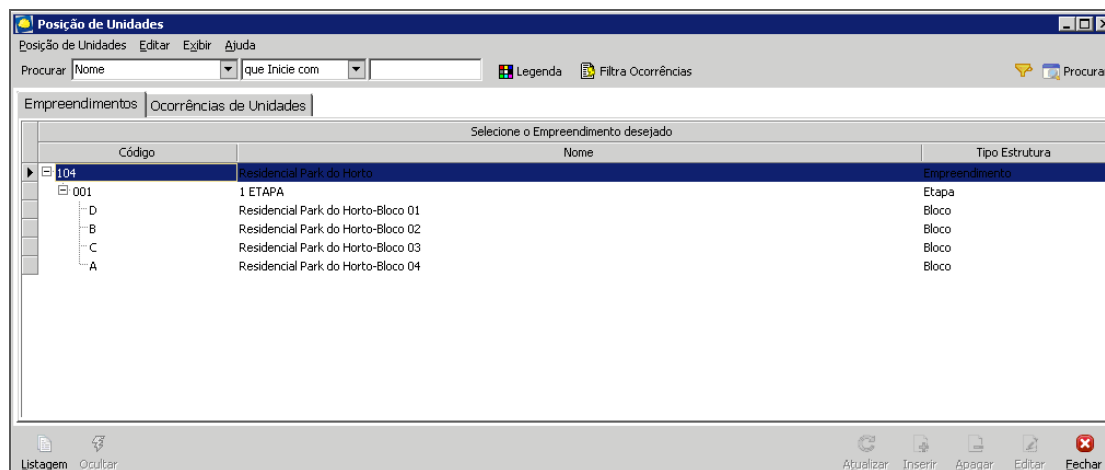 Posição de Unidades
Posição de Unidades Editar Exibir Ajuda
Procurar Nome que Inicie com Legenda Filtra Ocorrências Procurar
Empreendimentos Ocorrências de Unidades
Selecione o Empreendimento desejado
Código Nome Tipo Estrutura
104 Residencial Park do Horto Empreendimento
001 1 ETAPA Etapa
D Residencial Park do Horto-Bloco 01 Bloco
B Residencial Park do Horto-Bloco 02 Bloco
C Residencial Park do Horto-Bloco 03 Bloco
A Residencial Park do Horto-Bloco 04 Bloco
Listagem Ocultar Atualizar Inserir Apagar Editar Fechar